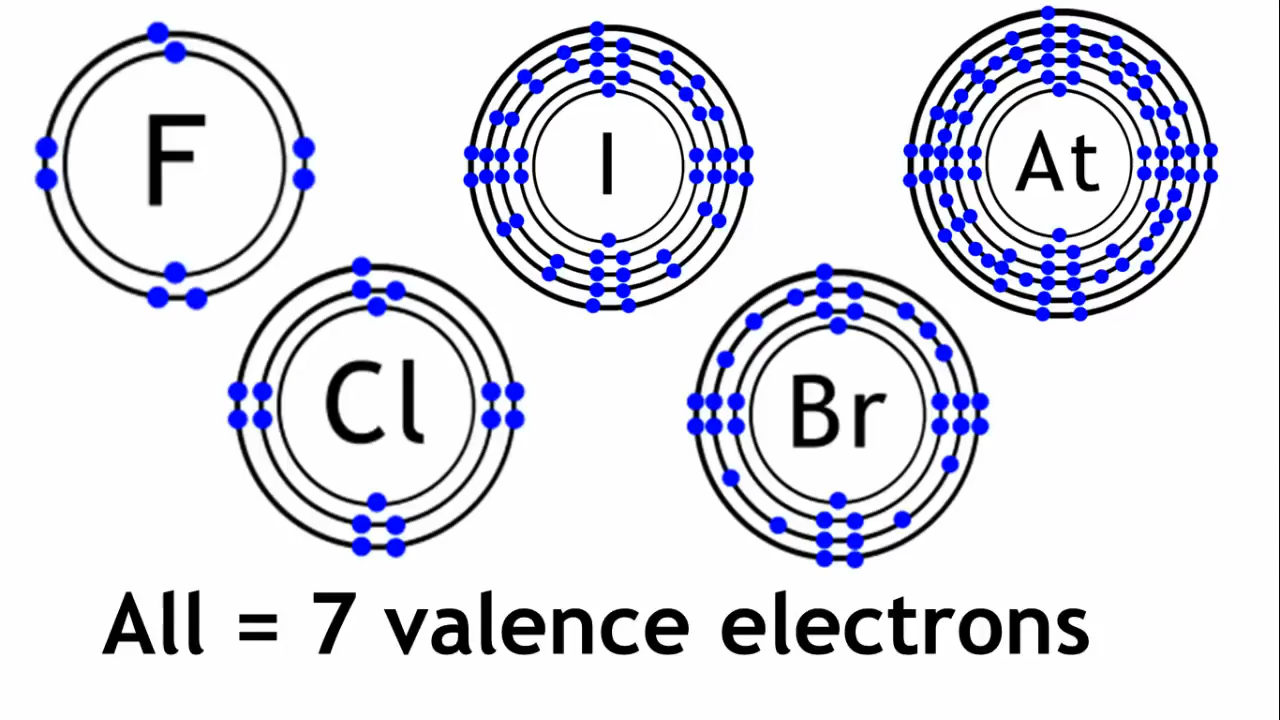 F
I
At
Cl
Br
All = 7 valence electrons